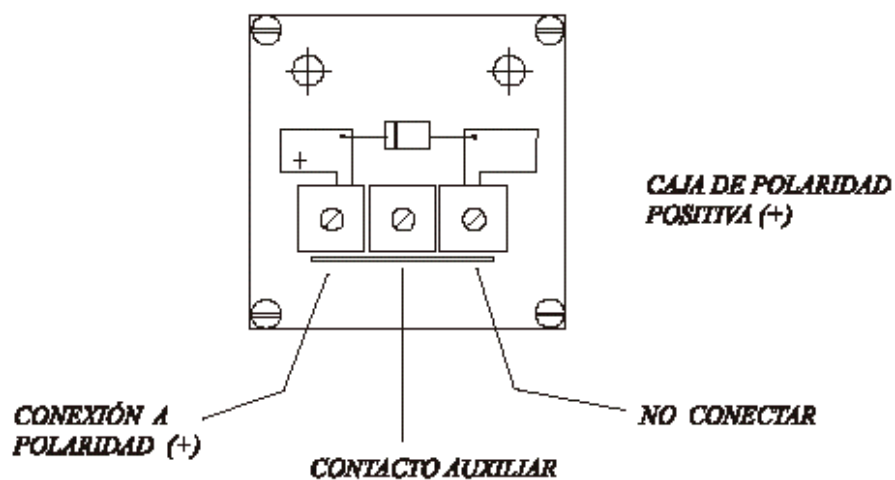 +
CAJA DE POLARIDAD
POSITIVA (+)
CONEXIÓN A
POLARIDAD (+)
NO CONECTAR
CONTACTO AUXILIAR